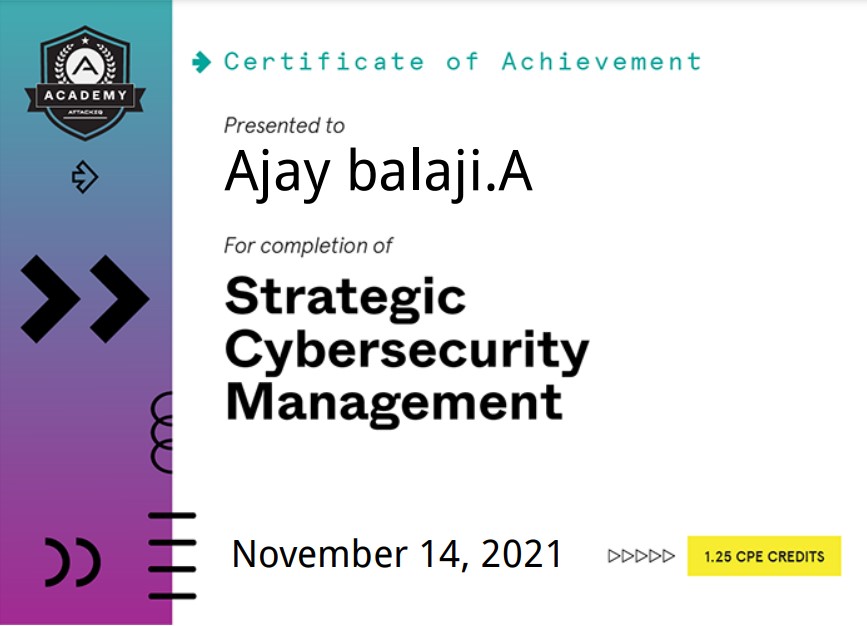 A
ACADEMY
ATTACKIQ
Certificate of Achievement
Presented to
Ajay balaji.A
For completion of
Strategic
Cybersecurity
Management
November 14, 2021
1.25 CPE CREDITS